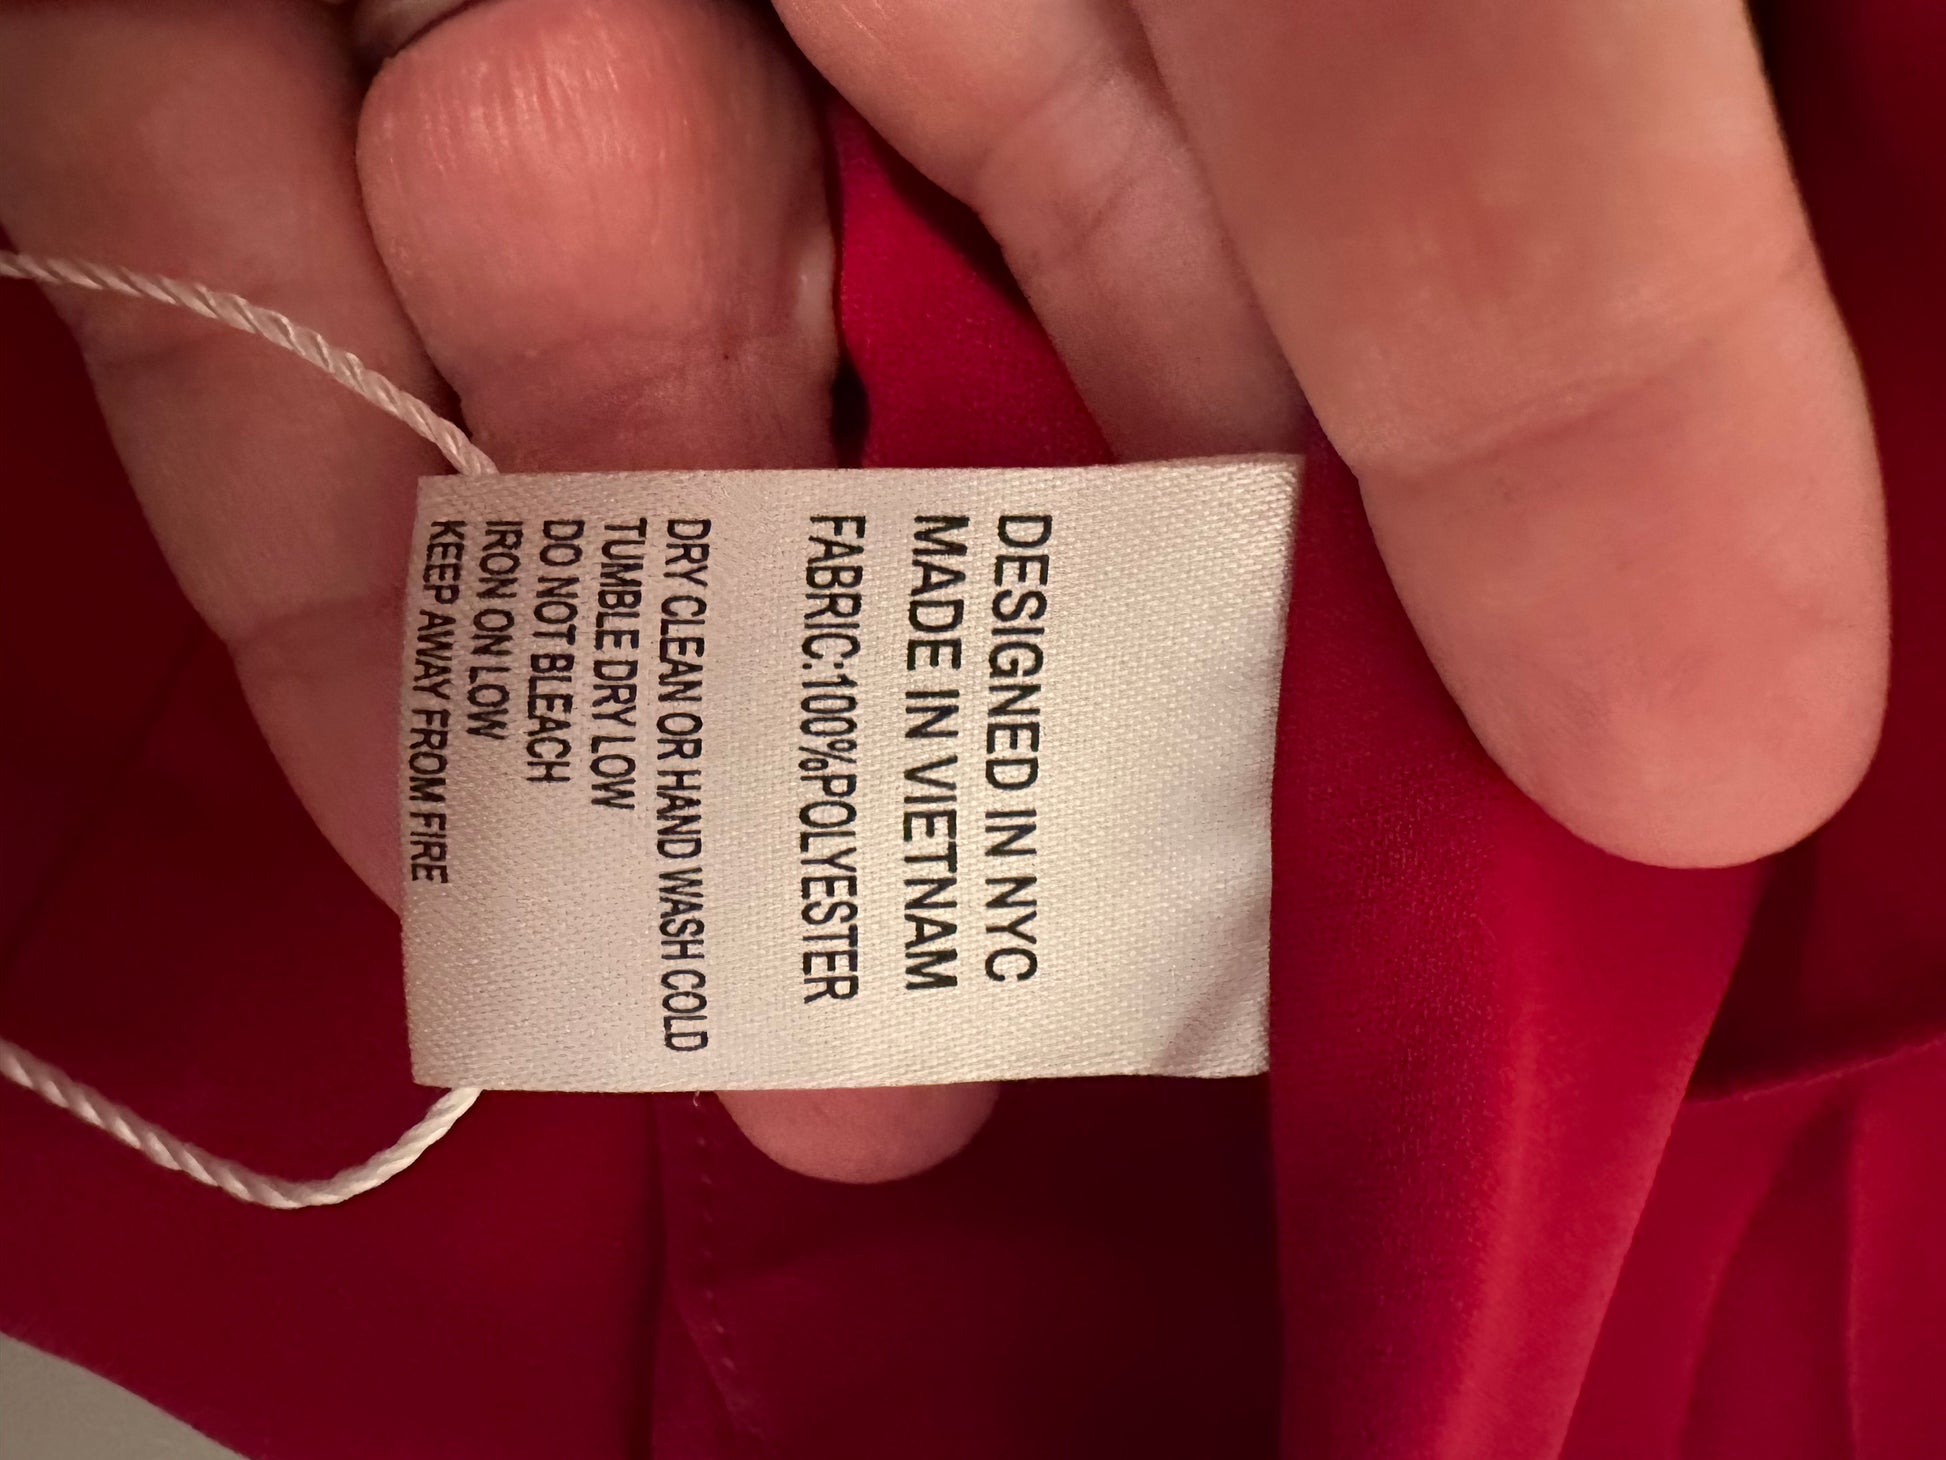 DESIGNED IN NYC
MADE IN VIETNAM
FABRIC:100%POLYESTER
DRY CLEAN OR HAND WASH COLD
TUMBLE DRY LOW
DO NOT BLEACH
IRON ON LOW
KEEP AWAY FROM FIRE